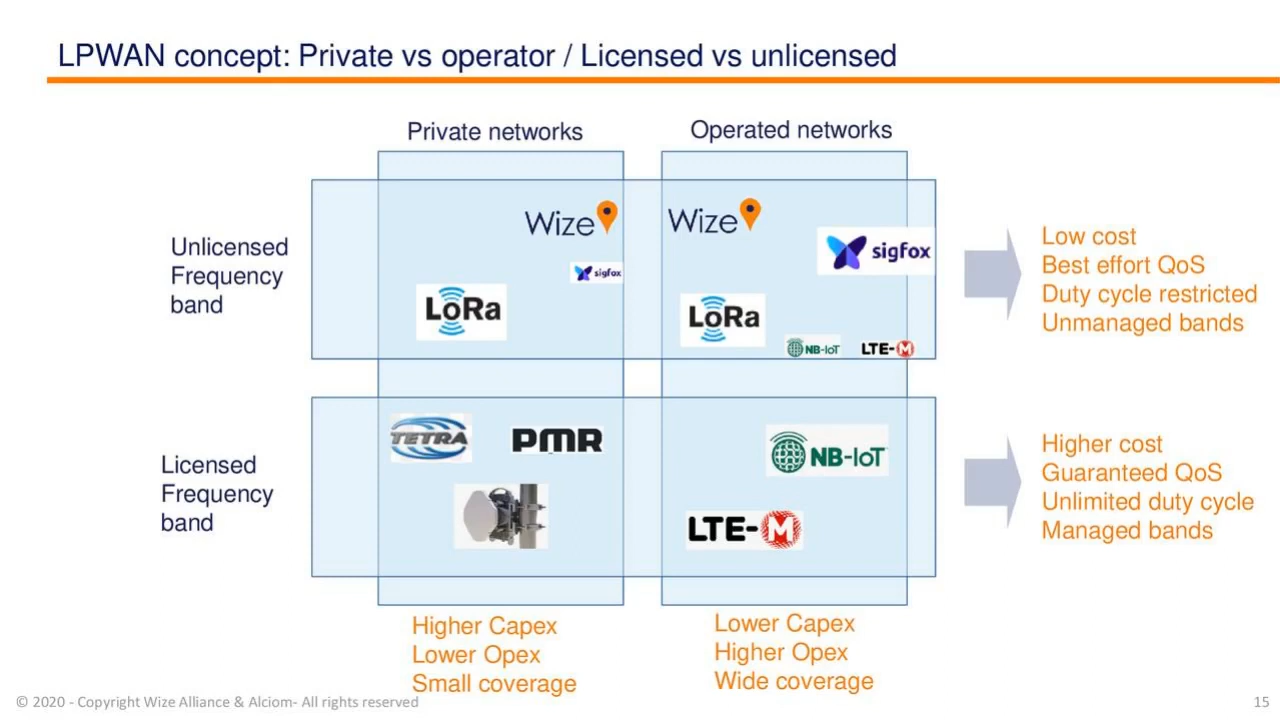 LPWAN concept: Private vs operator / Licensed vs unlicensed
Private networks
Operated networks
Unlicensed
Frequency
band
Wize
sigfox
LoRa
Wize
sigfox
LoRa
NB-IoT
LTE-M
Low cost
Best effort QoS
Duty cycle restricted
Unmanaged bands
Licensed
Frequency
band
TETRA
PMR
NB-IoT
LTE-M
Higher cost
Guaranteed QoS
Unlimited duty cycle
Managed bands
Higher Capex
Lower Opex
Small coverage
Lower Capex
Higher Opex
Wide coverage
© 2020 - Copyright Wize Alliance & Alciom- All rights reserved
15